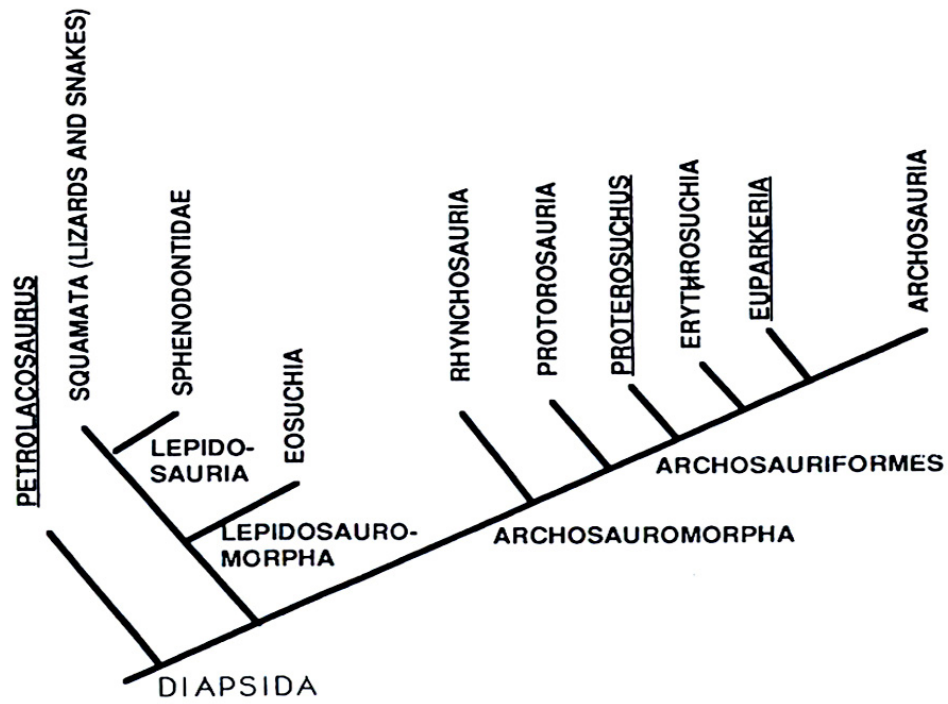 PETROLACOSAURUS
SQUAMATA (LIZARDS AND SNAKES)
SPHENODONTIDAE
EOSUCHIA
RHYNCHOSAURIA
PROTOROSAURIA
PROTEROSUCHUS
ERYTHROSUCHIA
EUPARKERIA
ARCHOSAURIA
LEPIDO-
SAURIA
LEPIDOSAURO-
MORPHA
ARCHOSAURIFORMES
ARCHOSAUROMORPHA
DIAPSIDA